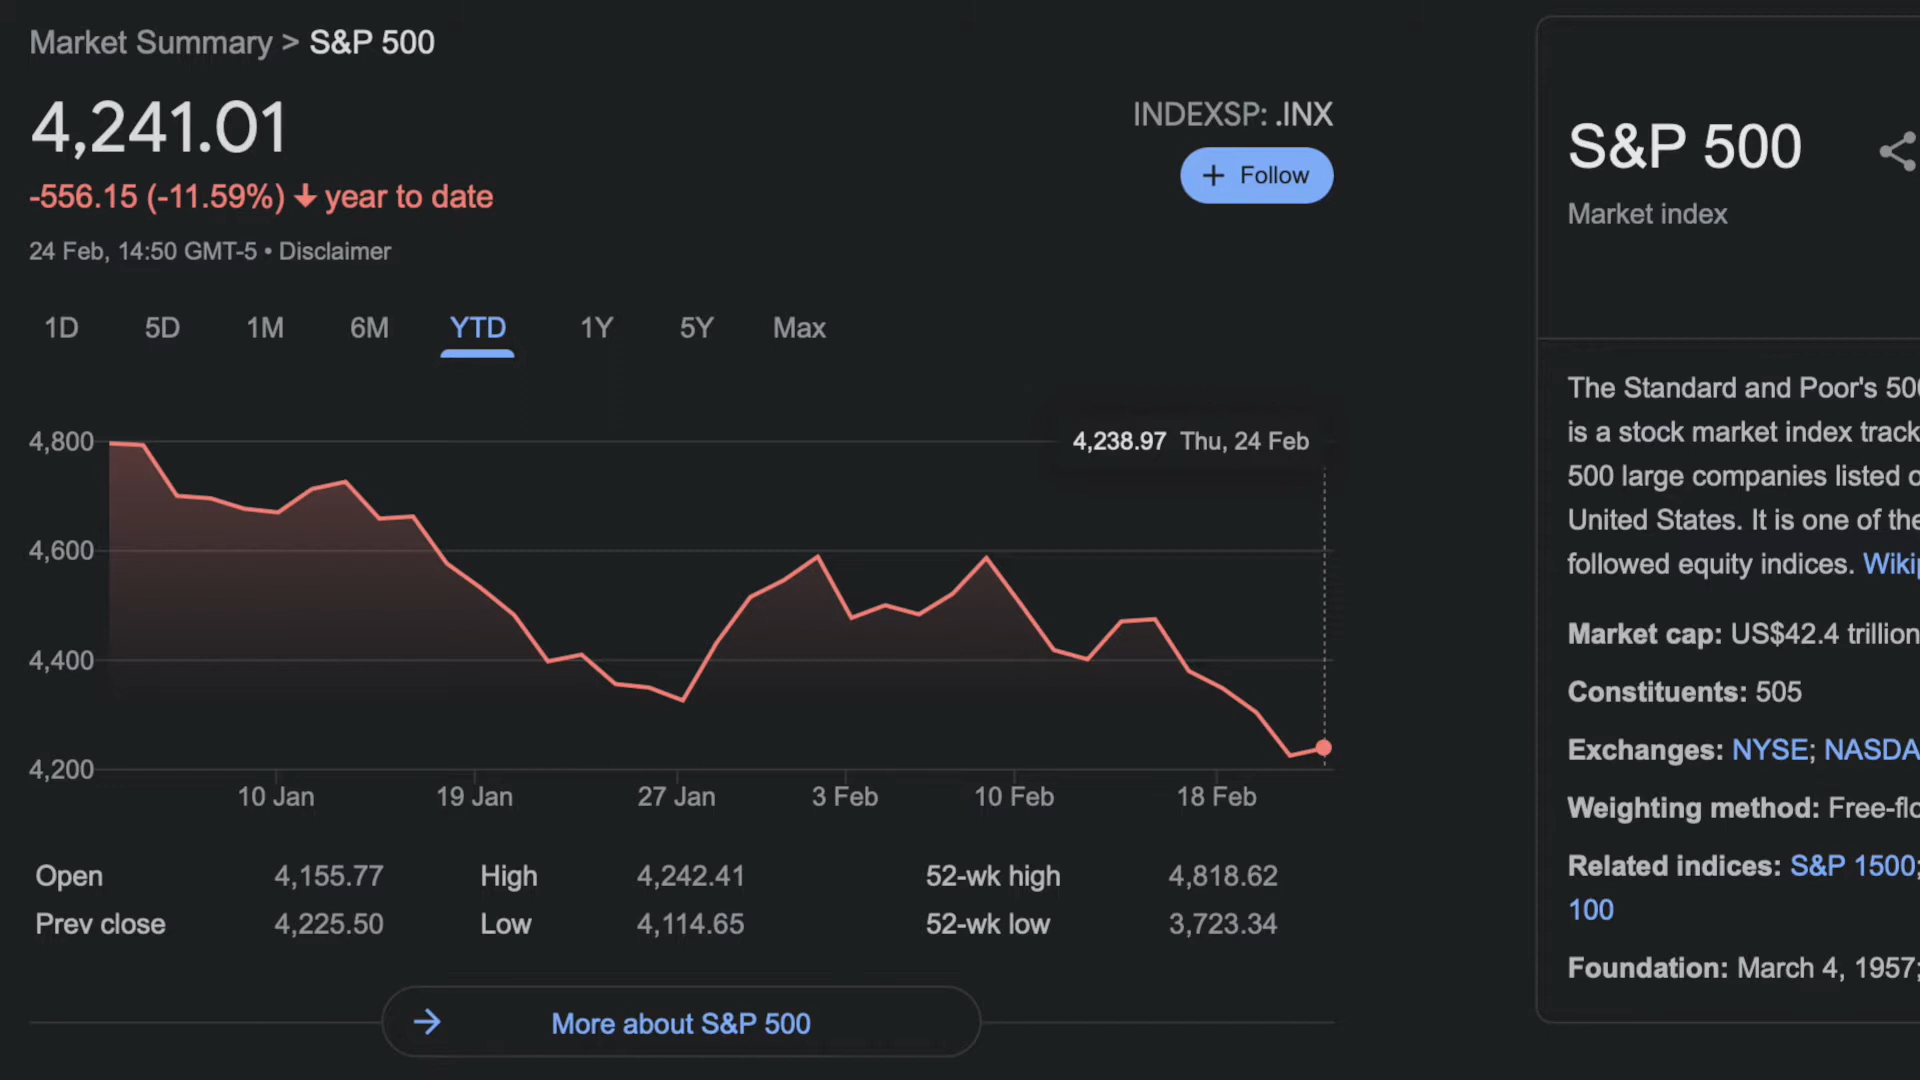 Market Summary > S&P 500
4,241.01
-556.15 (-11.59%) year to date
24 Feb, 14:50 GMT-5 • Disclaimer
INDEXSP: .INX
+ Follow
1D 5D 1M 6M YTD 1Y 5Y Max
4,238.97 Thu, 24 Feb
4,800
4,600
4,400
4,200
10 Jan 19 Jan 27 Jan 3 Feb 10 Feb 18 Feb
Open 4,155.77 High 4,242.41 52-wk high 4,818.62
Prev close 4,225.50 Low 4,114.65 52-wk low 3,723.34
More about S&P 500
S&P 500
Market index
The Standard and Poor's 500
is a stock market index track
500 large companies listed o
United States. It is one of the
followed equity indices. Wikip
Market cap: US$42.4 trillion
Constituents: 505
Exchanges: NYSE; NASDA
Weighting method: Free-flo
Related indices: S&P 1500;
100
Foundation: March 4, 1957;